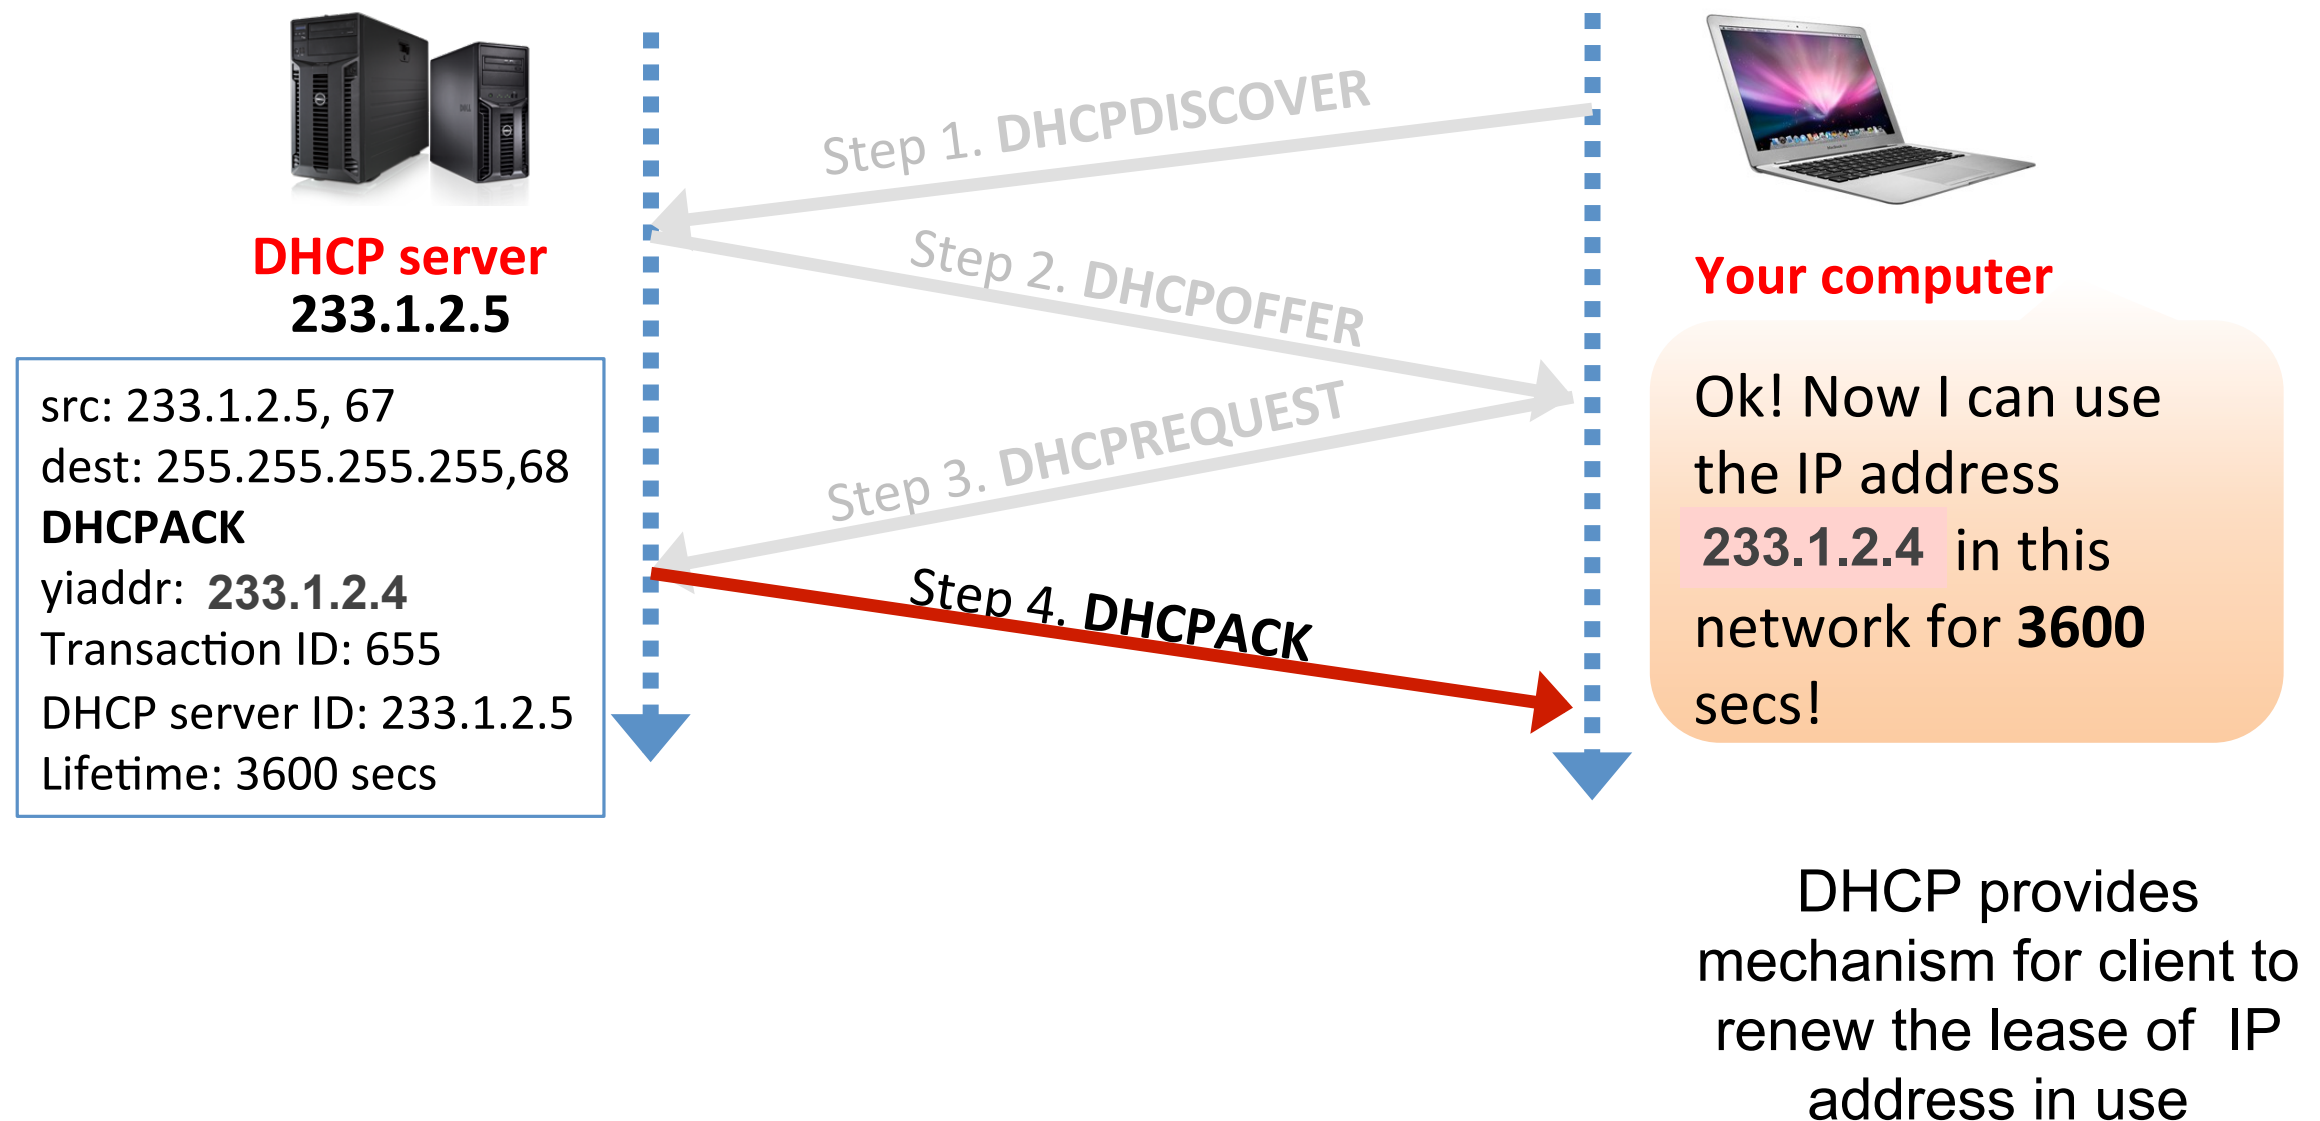 DHCP server
233.1.2.5
src: 233.1.2.5, 67
dest: 255.255.255.255,68
DHCPACK
yiaddr: 233.1.2.4
Transaction ID: 655
DHCP server ID: 233.1.2.5
Lifetime: 3600 secs
Step 1. DHCPDISCOVER
Step 2. DHCPOFFER
Step 3. DHCPREQUEST
Step 4. DHCPACK
Your computer
Ok! Now I can use
the IP address
233.1.2.4 in this
network for 3600
secs!
DHCP provides
mechanism for client to
renew the lease of IP
address in use